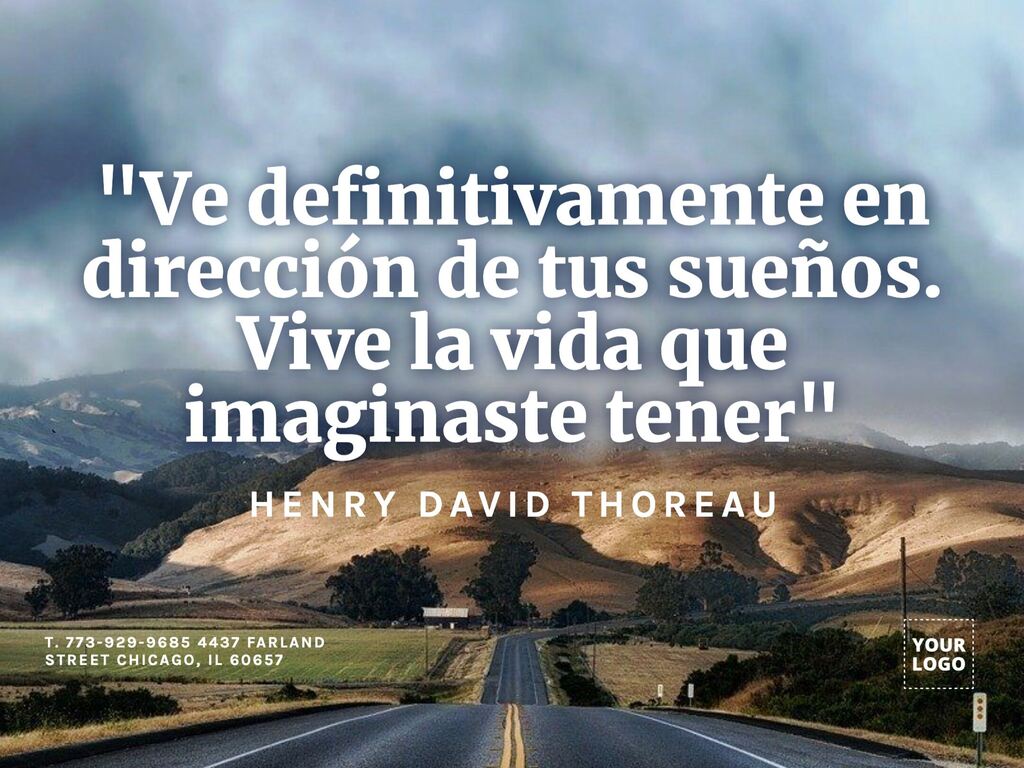 "Ve definitivamente en
dirección de tus sueños.
Vive la vida que
imaginaste tener"
HENRY DAVID THOREAU
T. 773-929-9685 4437 FARLAND
STREET CHICAGO, IL 60657
YOUR
LOGO